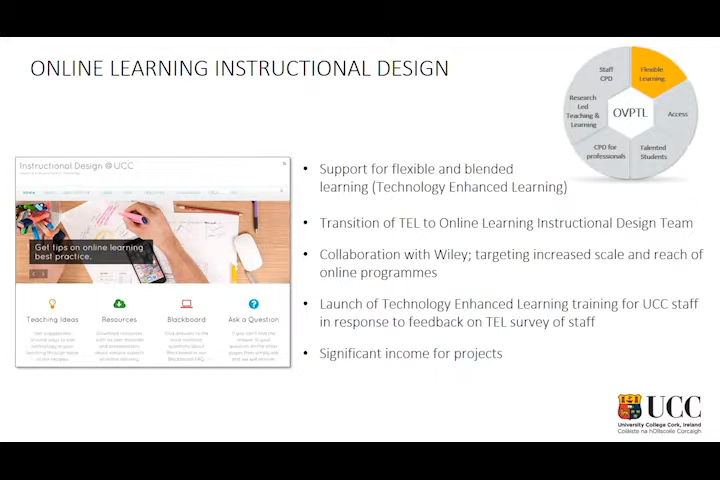 ONLINE LEARNING INSTRUCTIONAL DESIGN
Staff
CPD
Flexible
Learning
Research
Led
Teaching &
Learning
OVPTL
Access
CPD for
professionals
Talented
Students
Instructional Design @ UCC
Get tips on online learning
best practice.
Teaching Ideas
Resources
Blackboard
Ask a Question
• Support for flexible and blended
learning (Technology Enhanced Learning)
• Transition of TEL to Online Learning Instructional Design Team
• Collaboration with Wiley; targeting increased scale and reach of
online programmes
• Launch of Technology Enhanced Learning training for UCC staff
in response to feedback on TEL survey of staff
• Significant income for projects
UCC
University College Cork, Ireland
Coláiste na hOllscoile Corcaigh